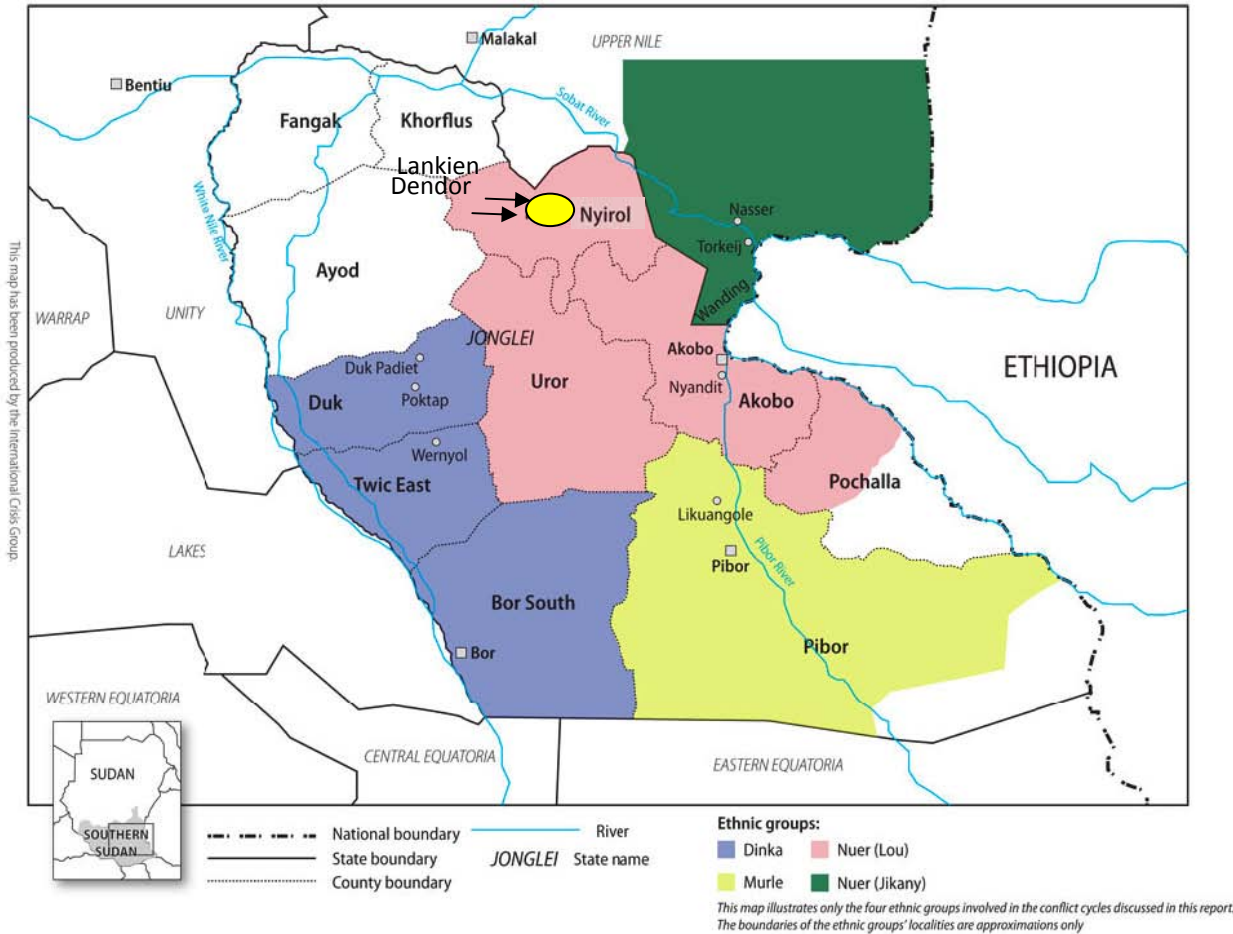 Malakal
UPPER NILE
Bentiu
Sobat River
Fangak
Khorflus
Lankien
Dendor
White Nile River
Nyirol
Nasser
Torkeij
Ayod
Wanding
This map has been produced by the International Crisis Group.
WARRAP
UNITY
JONGLEI
Duk Padiet
Akobo
ETHIOPIA
Uror
Nyandit
Duk
Poktap
Akobo
Wernyol
Twic East
Pochalla
Likuangole
LAKES
Pibor River
Pibor
Bor South
Bor
Pibor
WESTERN EQUATORIA
CENTRAL EQUATORIA
EASTERN EQUATORIA
SUDAN
SOUTHERN
SUDAN
National boundary
River
State boundary
JONGLEI State name
County boundary
Ethnic groups:
Dinka
Nuer (Lou)
Murle
Nuer (Jikany)
This map illustrates only the four ethnic groups involved in the conflict cycles discussed in this report.
The boundaries of the ethnic groups' localities are approximations only